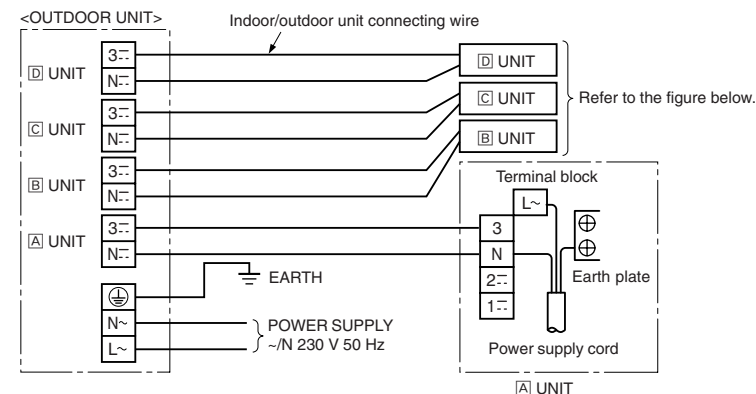 <OUTDOOR UNIT>
Indoor/outdoor unit connecting wire
D UNIT
3⎓
N⎓
C UNIT
3⎓
N⎓
B UNIT
3⎓
N⎓
A UNIT
3⎓
N⎓
N~
L~
EARTH
POWER SUPPLY
~/N 230 V 50 Hz
D UNIT
C UNIT
B UNIT
Refer to the figure below.
Terminal block
L~
3
N
2⎓
1⎓
Earth plate
Power supply cord
A UNIT